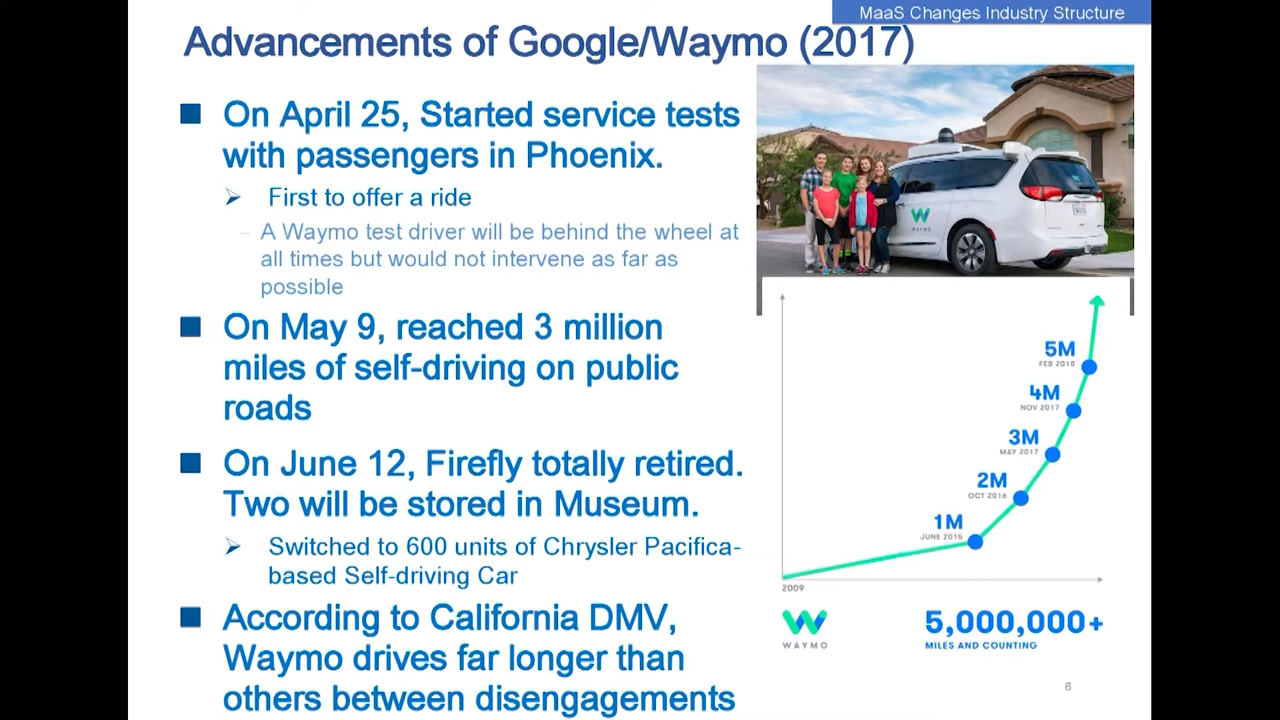 MaaS Changes Industry Structure
Advancements of Google/Waymo (2017)
On April 25, Started service tests
with passengers in Phoenix.
First to offer a ride
– A Waymo test driver will be behind the wheel at
all times but would not intervene as far as
possible
On May 9, reached 3 million
miles of self-driving on public
roads
On June 12, Firefly totally retired.
Two will be stored in Museum.
Switched to 600 units of Chrysler Pacifica-
based Self-driving Car
According to California DMV,
Waymo drives far longer than
others between disengagements
WAYMO
5M
FEB 2018
4M
NOV 2017
3M
MAY 2017
2M
OCT 2016
1M
JUNE 2015
2009
WAYMO
5,000,000+
MILES AND COUNTING
6